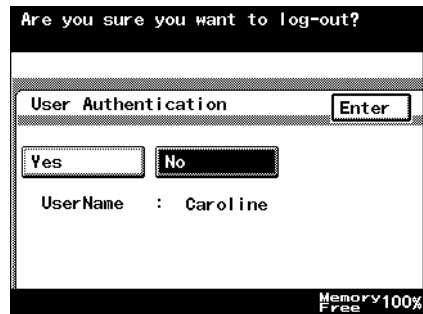 Are you sure you want to log-out?
User Authentication
Enter
Yes No
UserName : Caroline
Memory
Free 100%